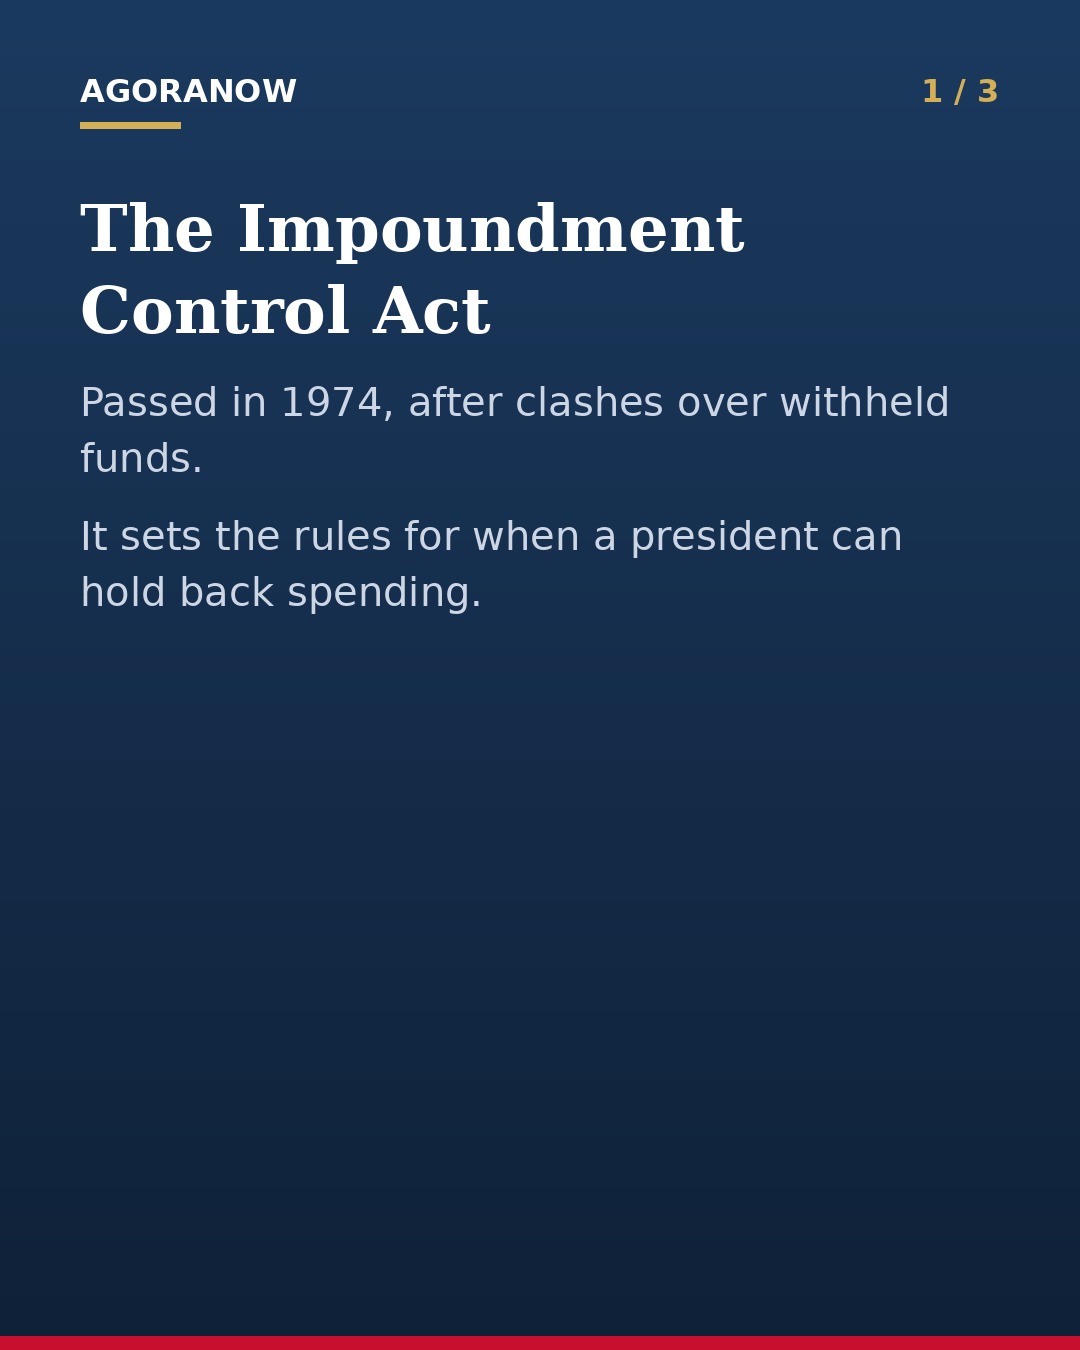 AGORANOW
1 / 3
The Impoundment
Control Act
Passed in 1974, after clashes over withheld
funds.
It sets the rules for when a president can
hold back spending.